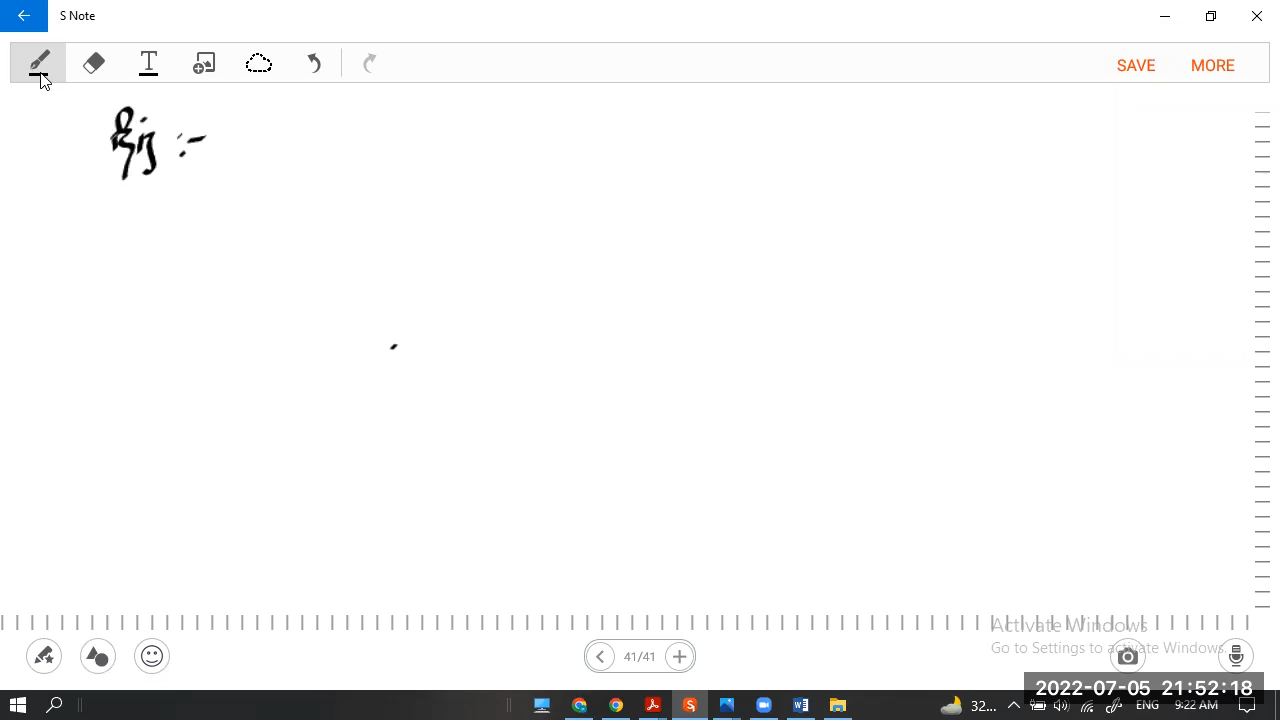 S Note
SAVE MORE
:-
41/41
Activate Windows
Go to Settings to activate Windows.
2022-07-05 21:52:18
32... ENG 9:22 AM